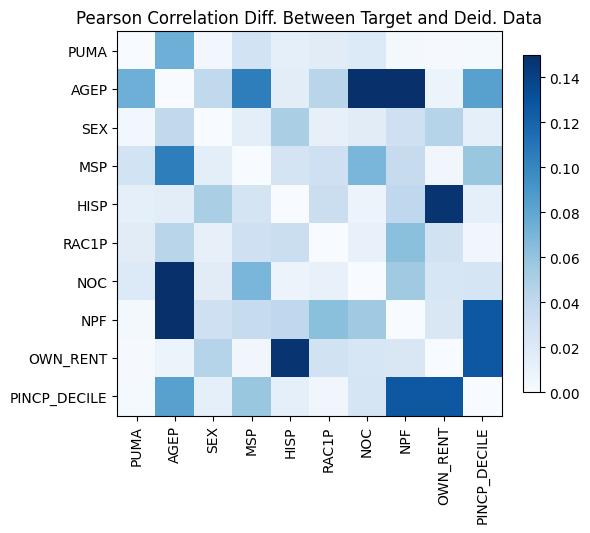 Pearson Correlation Diff. Between Target and Deid. Data
PUMA
AGEP
SEX
MSP
HISP
RAC1P
NOC
NPF
OWN_RENT
PINCP_DECILE
PUMA
AGEP
SEX
MSP
HISP
RAC1P
NOC
NPF
OWN_RENT
PINCP_DECILE
0.14
0.12
0.10
0.08
0.06
0.04
0.02
0.00